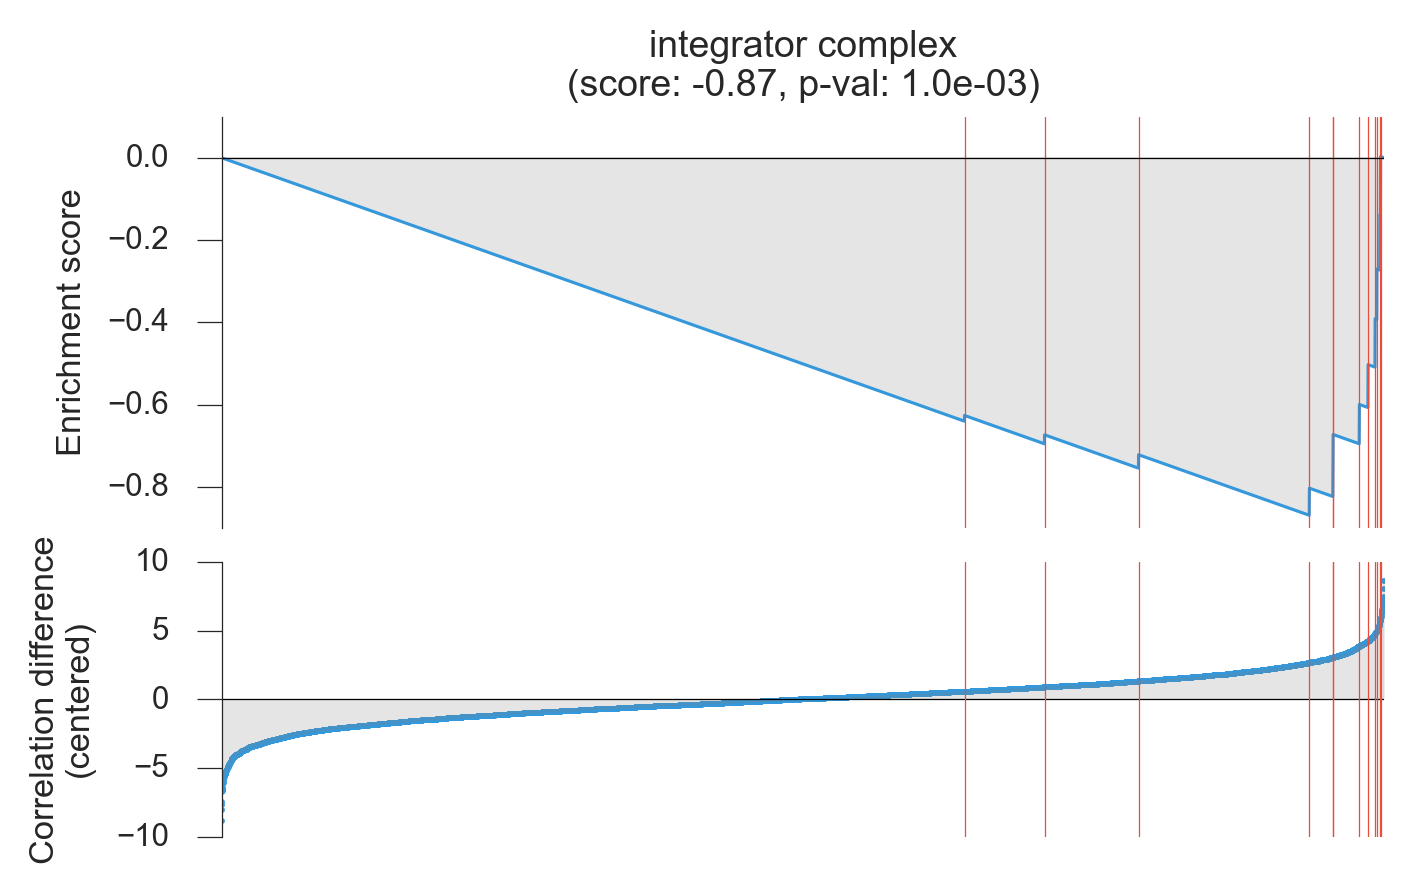 integrator complex
(score: -0.87, p-val: 1.0e-03)
0.0
−0.2
−0.4
−0.6
−0.8
Enrichment score
10
5
0
−5
−10
Correlation difference
(centered)